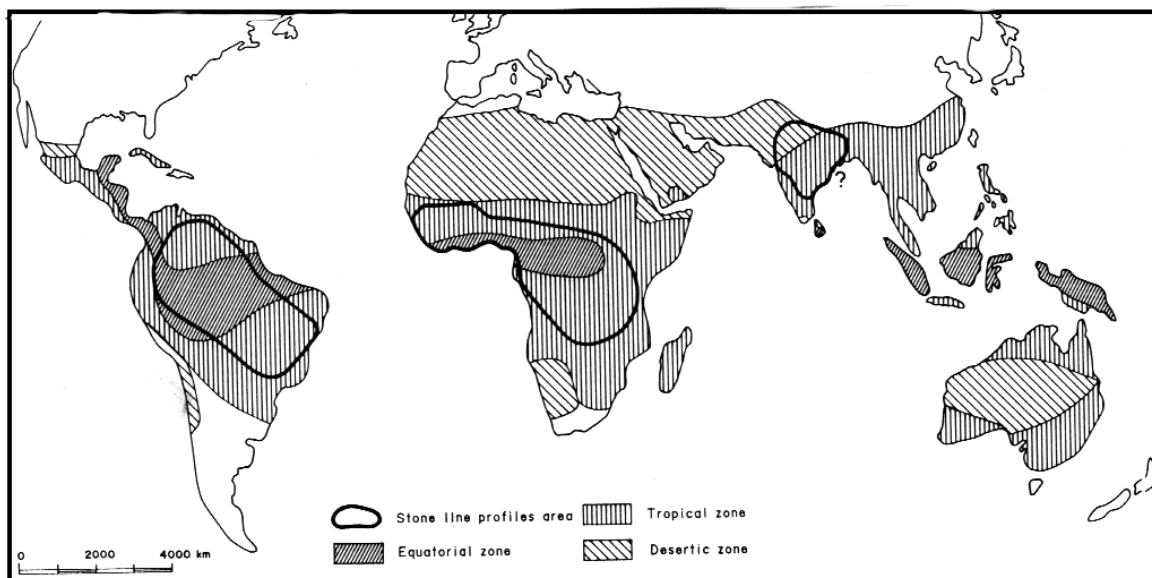 ?
Stone line profiles area
Tropical zone
Equatorial zone
Desertic zone
0 2000 4000 km